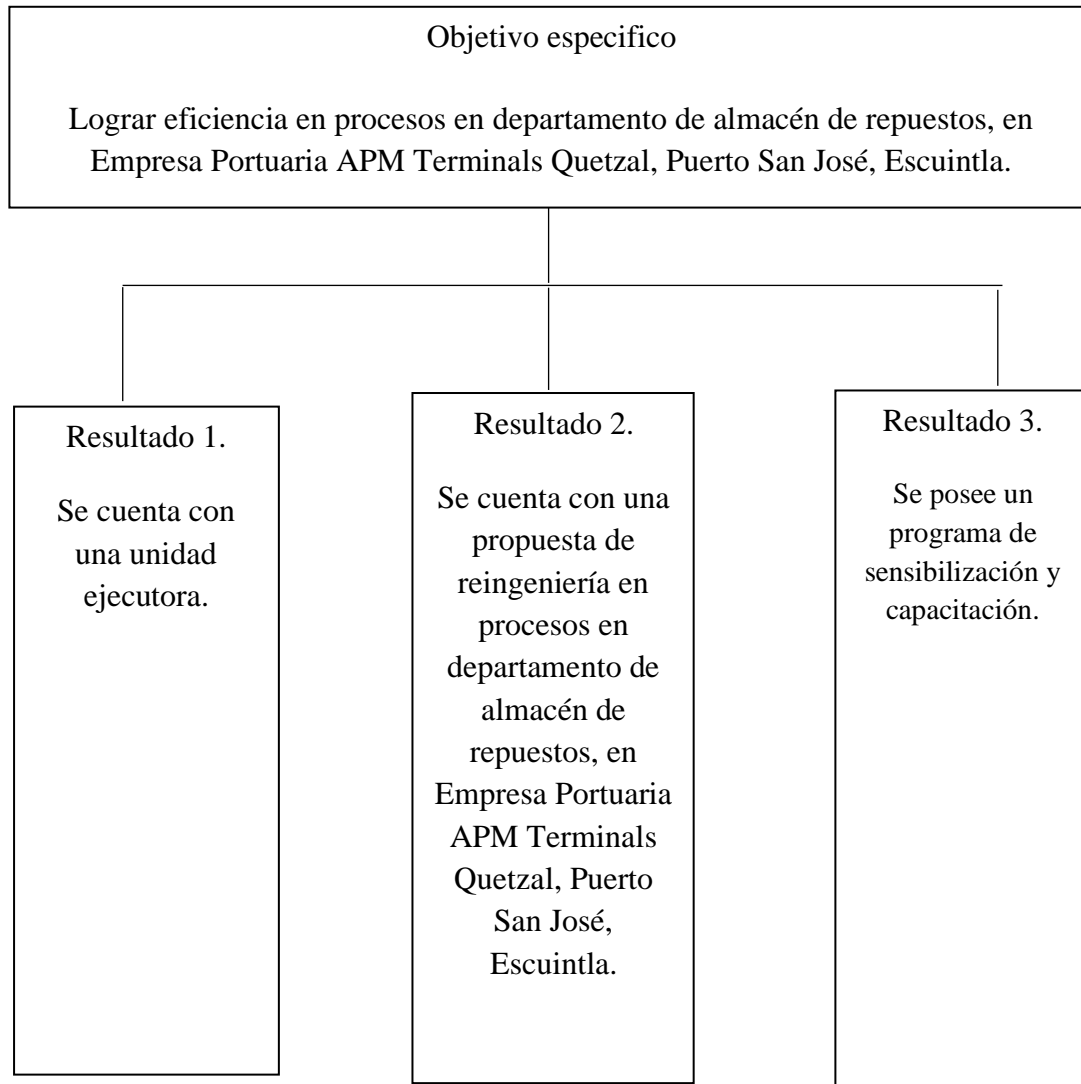 Objetivo especifico
Lograr eficiencia en procesos en departamento de almacén de repuestos, en
Empresa Portuaria APM Terminals Quetzal, Puerto San José, Escuintla.
Resultado 1.
Se cuenta con
una unidad
ejecutora.
Resultado 2.
Se cuenta con una
propuesta de
reingeniería en
procesos en
departamento de
almacén de
repuestos, en
Empresa Portuaria
APM Terminals
Quetzal, Puerto
San José,
Escuintla.
Resultado 3.
Se posee un
programa de
sensibilización y
capacitación.